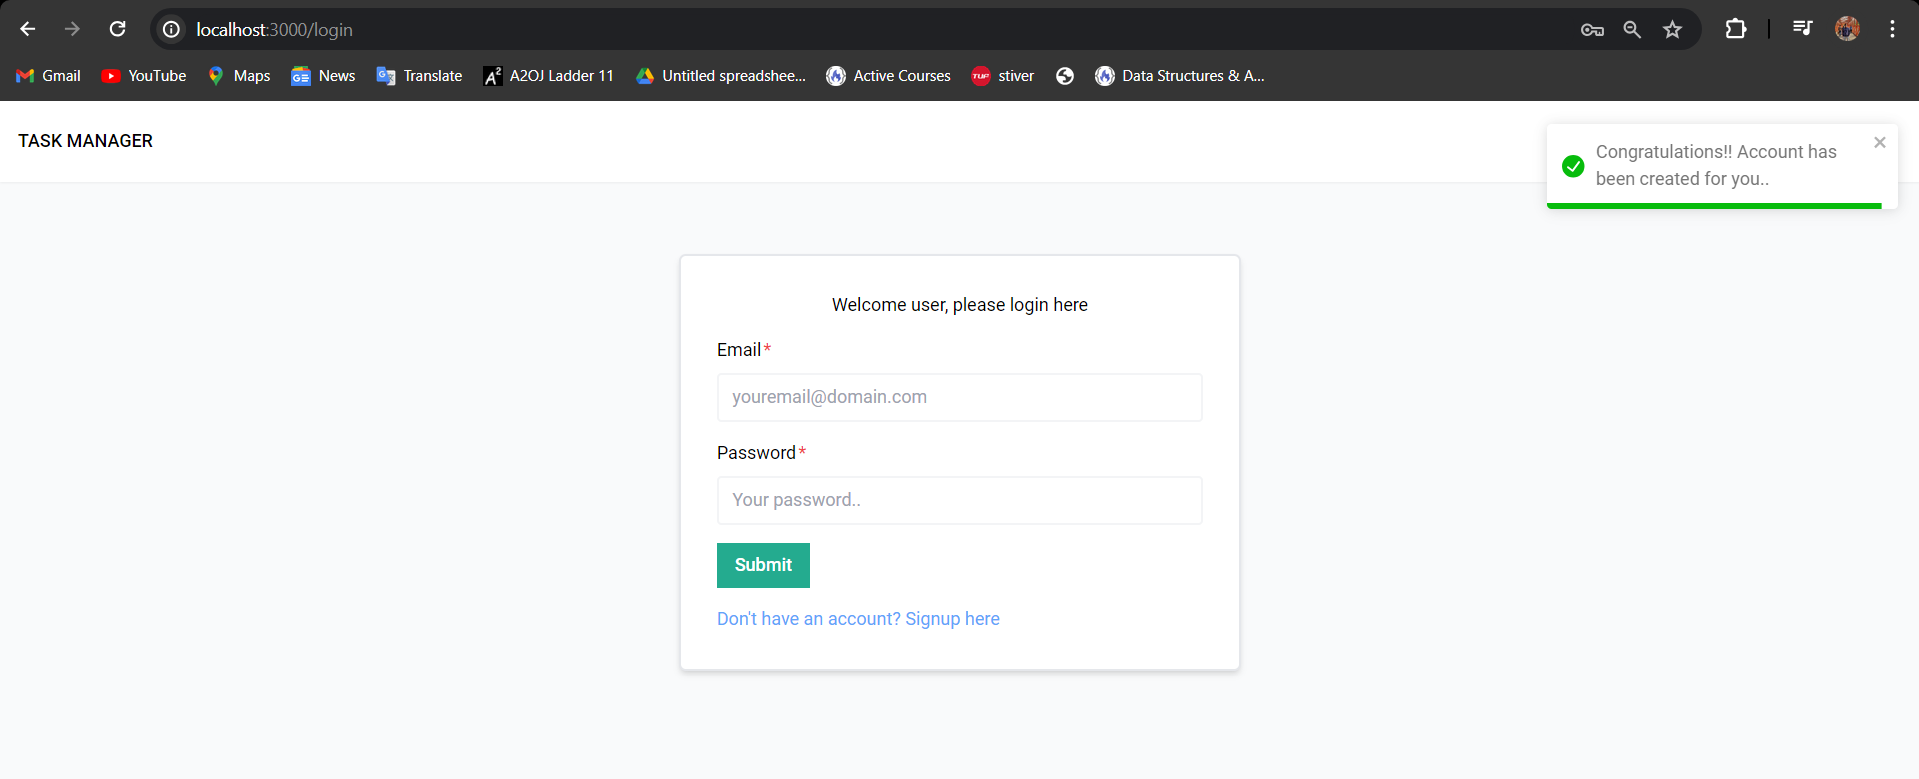 localhost:3000/login
Gmail YouTube Maps News Translate A2OJ Ladder 11 Untitled spreadshee... Active Courses stiver Data Structures & A...
TASK MANAGER
Congratulations!! Account has
been created for you..
Welcome user, please login here
Email*
youremail@domain.com
Password*
Your password..
Submit
Don't have an account? Signup here